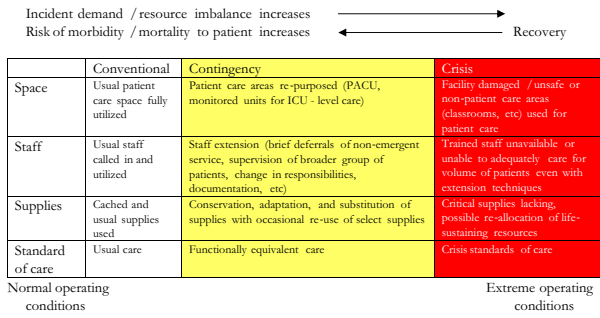 Incident demand / resource imbalance increases
Risk of morbidity / mortality to patient increases
Recovery
Conventional
Contingency
Crisis
Space
Usual patient
care space fully
utilized
Patient care areas re-purposed (PACU,
monitored units for ICU - level care)
Facility damaged / unsafe or
non-patient care areas
(classrooms, etc) used for
patient care
Staff
Usual staff
called in and
utilized
Staff extension (brief deferrals of non-emergent
service, supervision of broader group of
patients, change in responsibilities,
documentation, etc)
Trained staff unavailable or
unable to adequately care for
volume of patients even with
extension techniques
Supplies
Cached and
usual supplies
used
Conservation, adaptation, and substitution of
supplies with occasional re-use of select supplies
Critical supplies lacking,
possible re-allocation of life-
sustaining resources
Standard
of care
Usual care
Functionally equivalent care
Crisis standards of care
Normal operating
conditions
Extreme operating
conditions